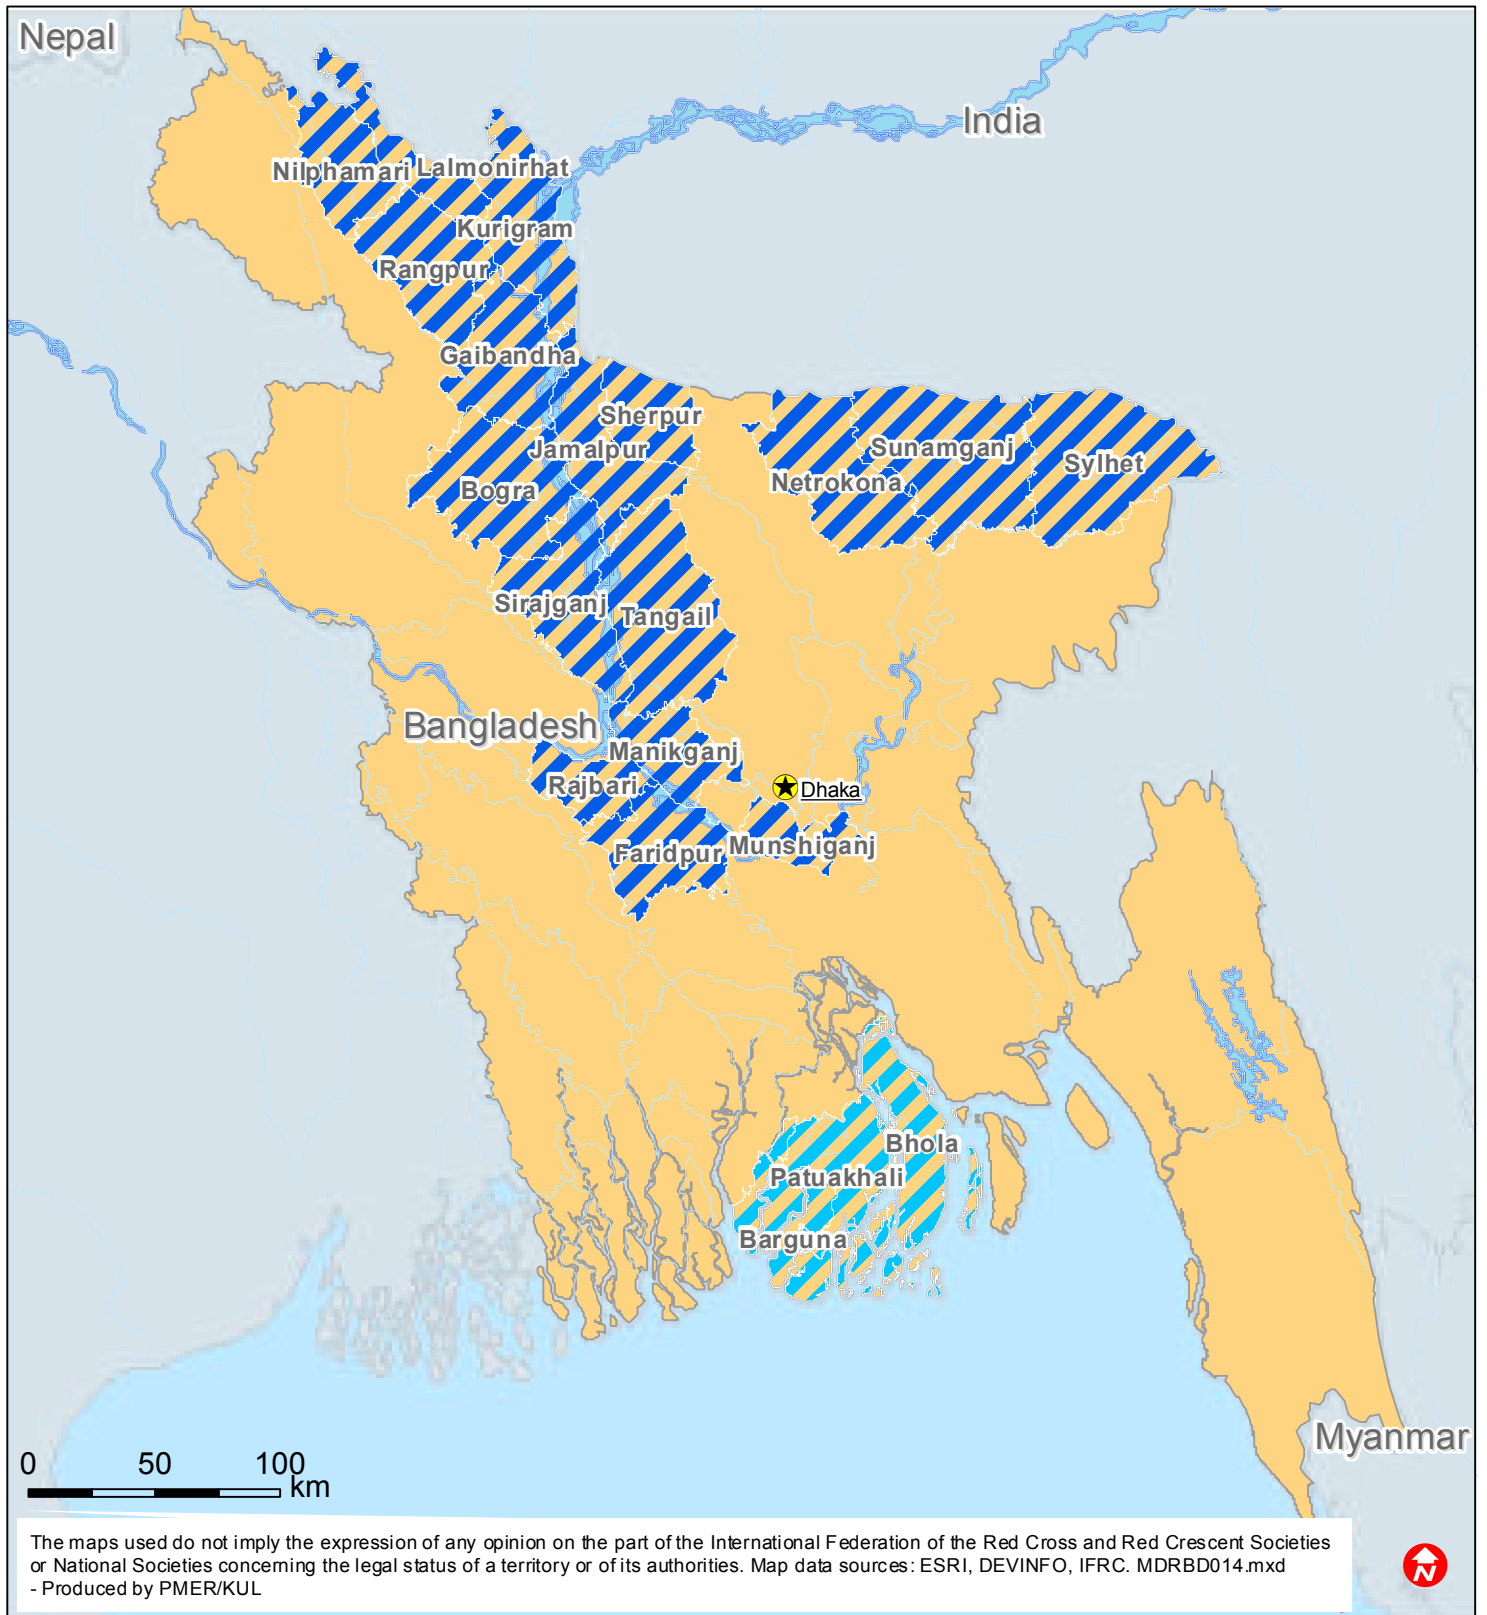 Nepal
India
Nilphamari
Lalmonirhat
Kurigram
Rangpur
Gaibandha
Sherpur
Jamalpur
Sunamganj
Sylhet
Netrokona
Bogra
Sirajganj
Tangail
Bangladesh
Manikganj
Rajbari
Dhaka
Munshiganj
Faridpur
Bhola
Patuakhali
Barguna
Myanmar
0 50 100
km
The maps used do not imply the expression of any opinion on the part of the International Federation of the Red Cross and Red Crescent Societies
or National Societies concerning the legal status of a territory or of its authorities. Map data sources: ESRI, DEVINFO, IFRC. MDRBD014.mxd
- Produced by PMER/KUL
N